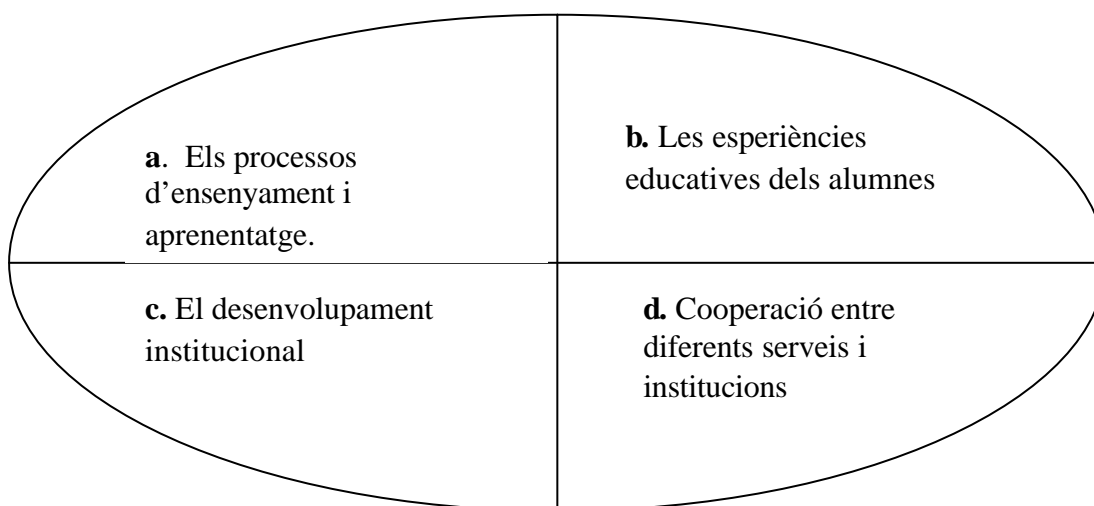 a.  Els processos
d’ensenyament i
aprenentatge.
b. Les esperiències
educatives dels alumnes
c. El desenvolupament
institucional
d. Cooperació entre
diferents serveis i
institucions